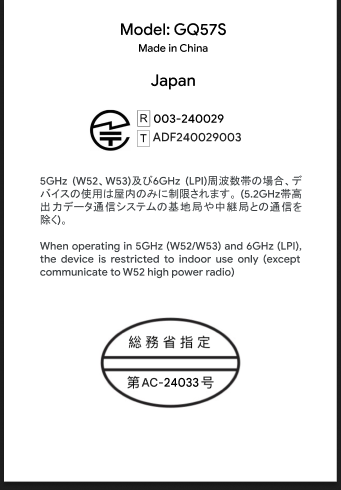 Model: GQ57S
Made in China
Japan
R 003-240029
T ADF240029003
5GHz (W52、W53)及び6GHz (LPI)周波数帯の場合、デ
バイスの使用は屋内のみに制限されます。 (5.2GHz帯高
出力データ通信システムの基地局や中継局との通信を
除く)。
When operating in 5GHz (W52/W53) and 6GHz (LPI),
the device is restricted to indoor use only (except
communicate to W52 high power radio)
総務省指定
第AC-24033号